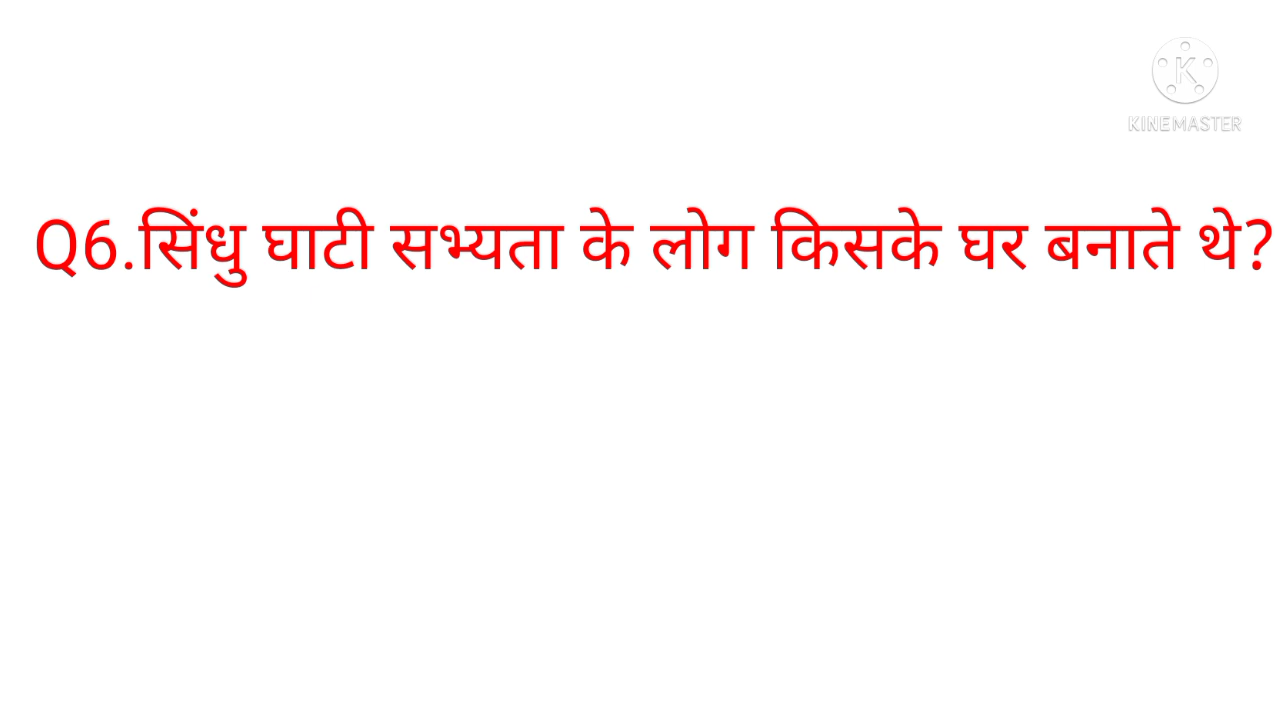 KINEMASTER
Q6.सिंधु घाटी सभ्यता के लोग किसके घर बनाते थे?